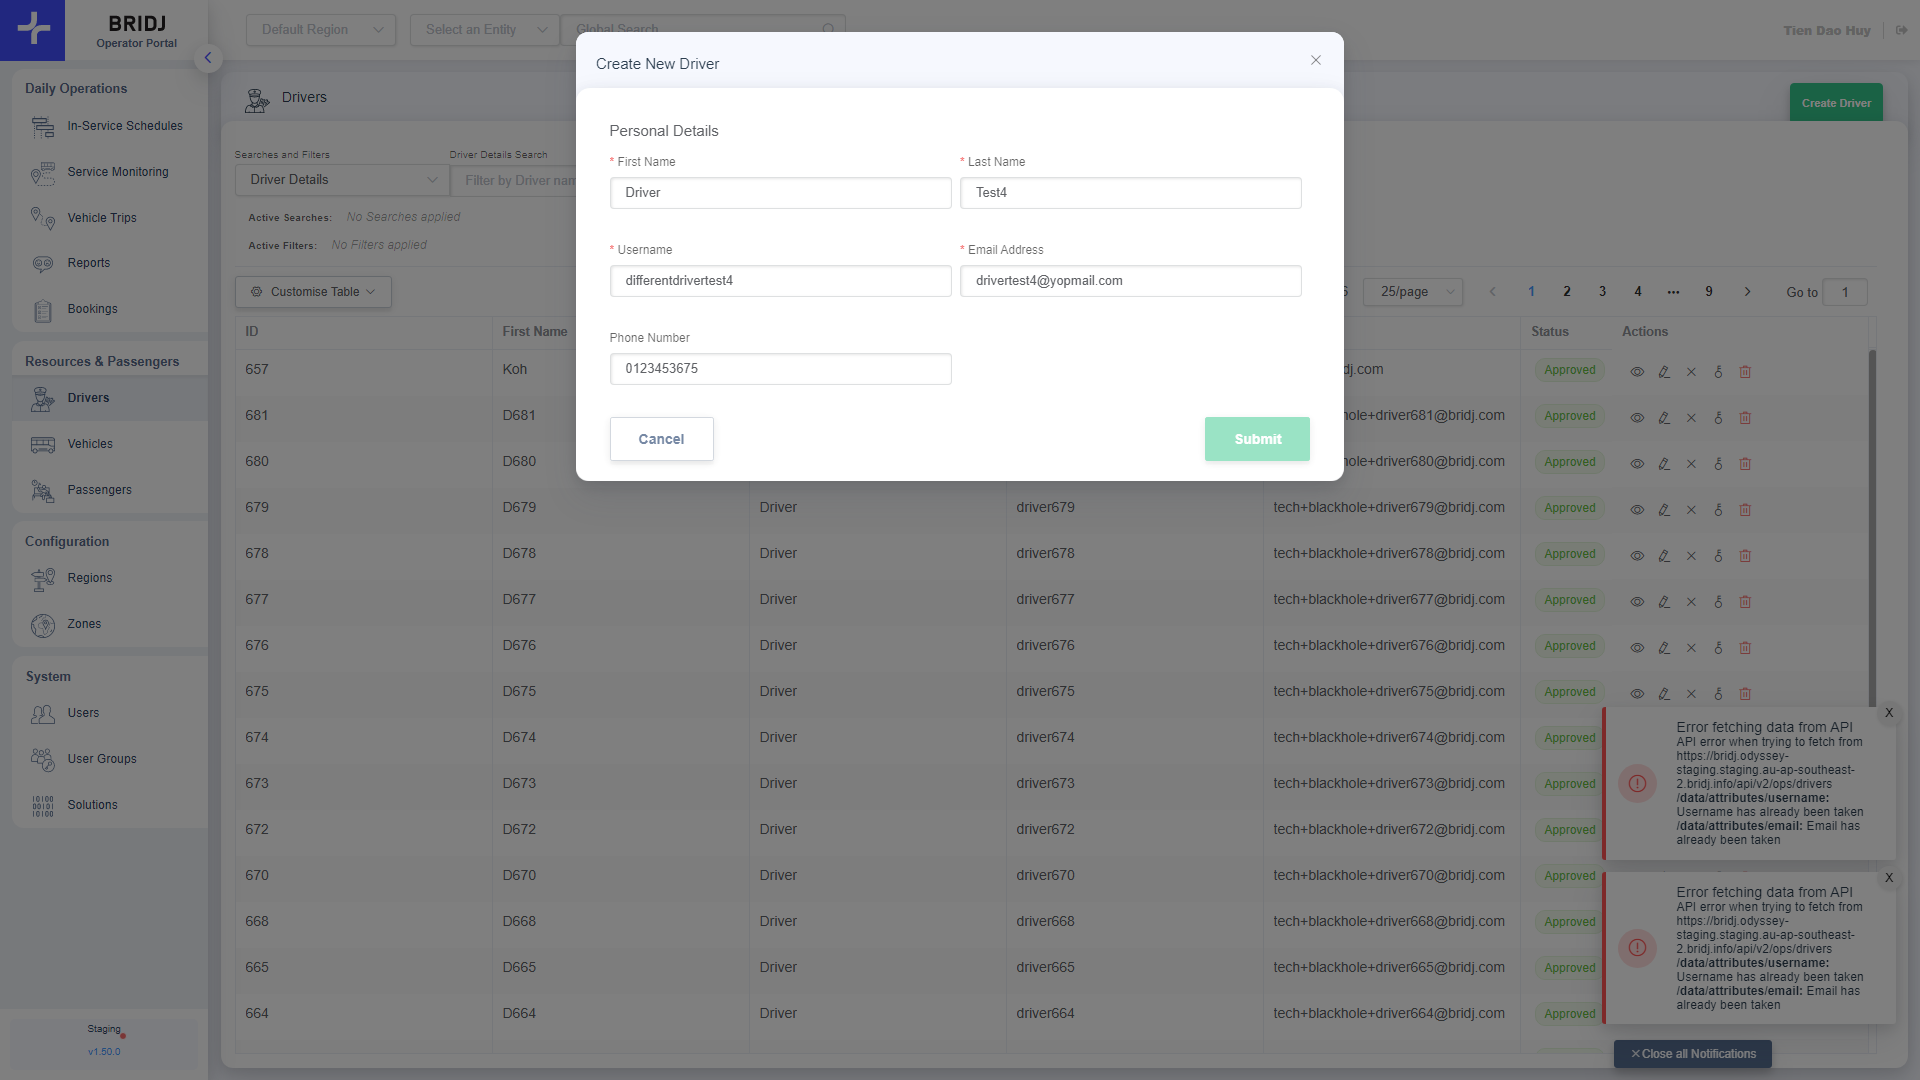 BRIDJ
Operator Portal
Default Region
Select an Entity
Global Search
Tien Dao Huy
Daily Operations
In-Service Schedules
Service Monitoring
Vehicle Trips
Reports
Bookings
Resources & Passengers
Drivers
Vehicles
Passengers
Configuration
Regions
Zones
System
Users
User Groups
Solutions
Staging
v1.50.0
Drivers
Create Driver
Searches and Filters
Driver Details Search
Driver Details
Filter by Driver nam
Active Searches: No Searches applied
Active Filters: No Filters applied
Customise Table
25/page
1 2 3 4 ••• 9
Go to 1
ID First Name Status Actions
657 Koh dj.com Approved
681 D681 hole+driver681@bridj.com Approved
680 D680 hole+driver680@bridj.com Approved
679 D679 Driver driver679 tech+blackhole+driver679@bridj.com Approved
678 D678 Driver driver678 tech+blackhole+driver678@bridj.com Approved
677 D677 Driver driver677 tech+blackhole+driver677@bridj.com Approved
676 D676 Driver driver676 tech+blackhole+driver676@bridj.com Approved
675 D675 Driver driver675 tech+blackhole+driver675@bridj.com Approved
674 D674 Driver driver674 tech+blackhole+driver674@bridj.com Approved
673 D673 Driver driver673 tech+blackhole+driver673@bridj.com Approved
672 D672 Driver driver672 tech+blackhole+driver672@bridj.com Approved
670 D670 Driver driver670 tech+blackhole+driver670@bridj.com Approved
668 D668 Driver driver668 tech+blackhole+driver668@bridj.com Approved
665 D665 Driver driver665 tech+blackhole+driver665@bridj.com Approved
664 D664 Driver driver664 tech+blackhole+driver664@bridj.com Approved
Create New Driver
Personal Details
* First Name
Driver
* Last Name
Test4
* Username
differentdrivertest4
* Email Address
drivertest4@yopmail.com
Phone Number
0123453675
Cancel
Submit
X
Error fetching data from API
API error when trying to fetch from
https://bridj.odyssey-
staging.staging.au-ap-southeast-
2.bridj.info/api/v2/ops/drivers
/data/attributes/username:
Username has already been taken
/data/attributes/email: Email has
already been taken
X
Error fetching data from API
API error when trying to fetch from
https://bridj.odyssey-
staging.staging.au-ap-southeast-
2.bridj.info/api/v2/ops/drivers
/data/attributes/username:
Username has already been taken
/data/attributes/email: Email has
already been taken
Close all Notifications